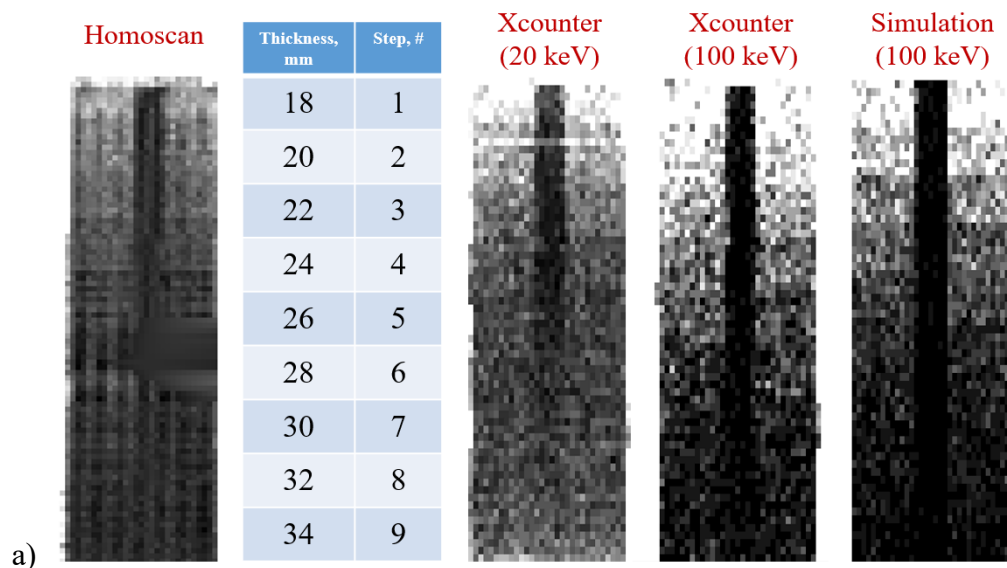 Homoscan
Thickness, mm
Step, #
18 1
20 2
22 3
24 4
26 5
28 6
30 7
32 8
34 9
Xcounter
(20 keV)
Xcounter
(100 keV)
Simulation
(100 keV)
a)